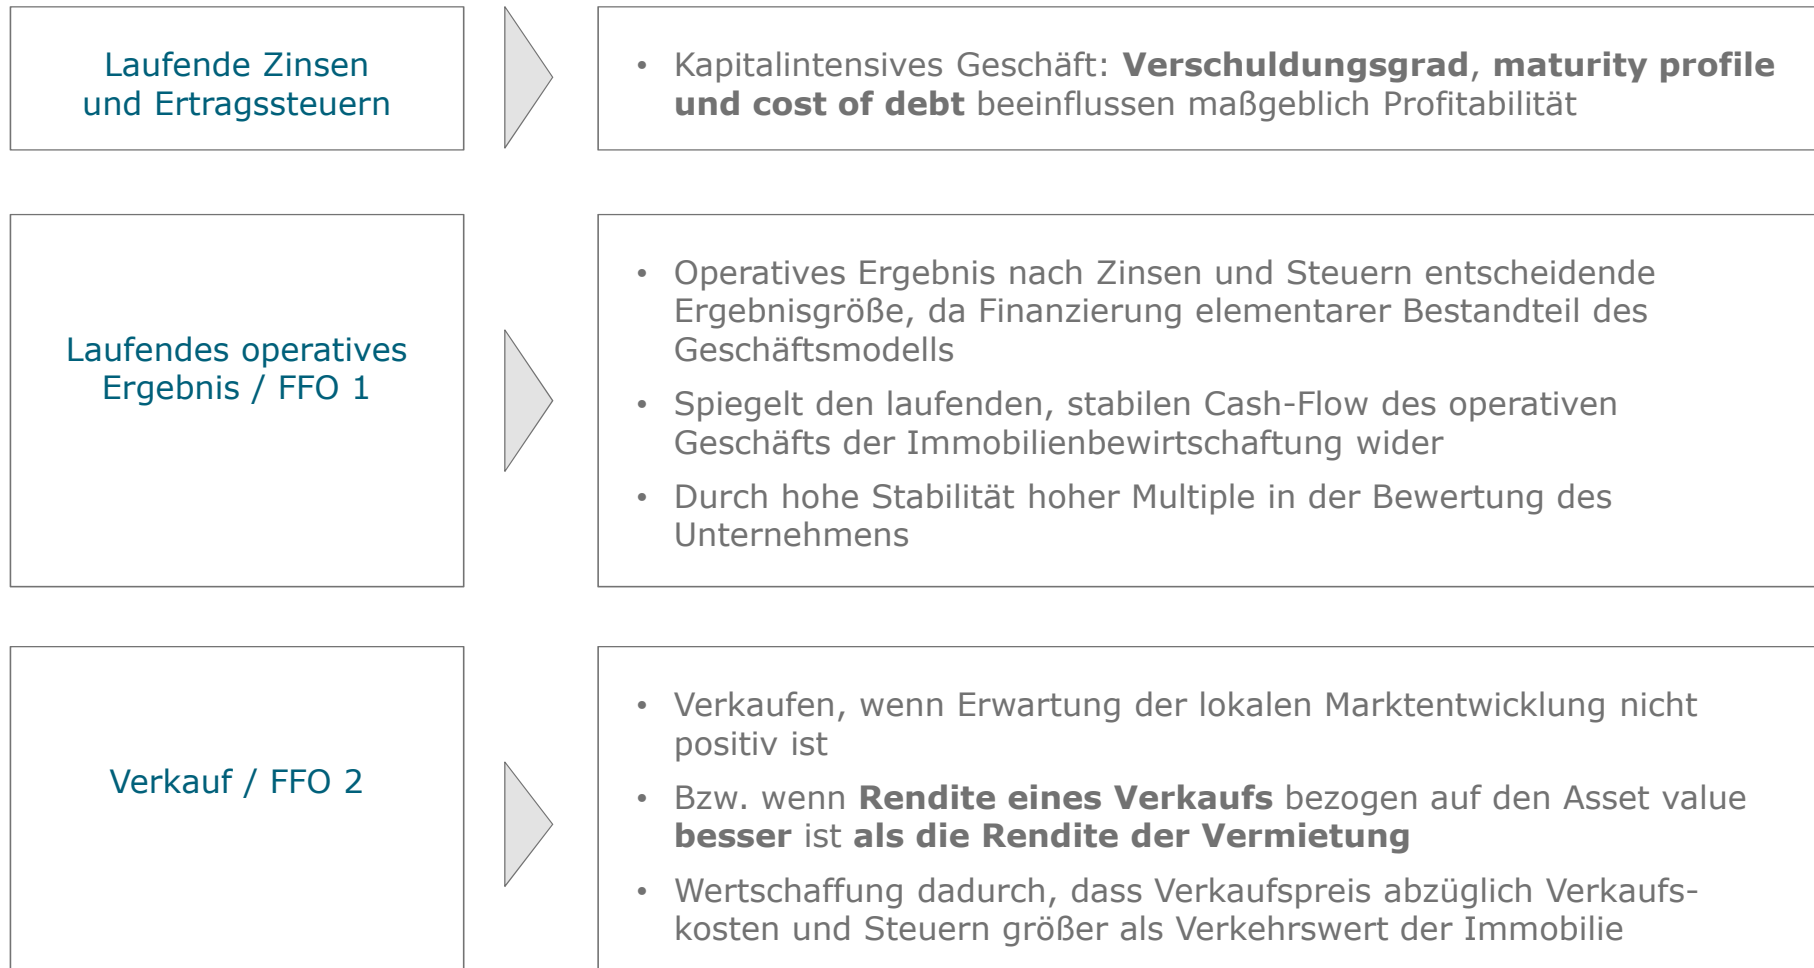 Laufende Zinsen
und Ertragssteuern
• Kapitalintensives Geschäft: Verschuldungsgrad, maturity profile
und cost of debt beeinflussen maßgeblich Profitabilität
Laufendes operatives
Ergebnis / FFO 1
• Operatives Ergebnis nach Zinsen und Steuern entscheidende
Ergebnisgröße, da Finanzierung elementarer Bestandteil des
Geschäftsmodells
• Spiegelt den laufenden, stabilen Cash-Flow des operativen
Geschäfts der Immobilienbewirtschaftung wider
• Durch hohe Stabilität hoher Multiple in der Bewertung des
Unternehmens
Verkauf / FFO 2
• Verkaufen, wenn Erwartung der lokalen Marktentwicklung nicht
positiv ist
• Bzw. wenn Rendite eines Verkaufs bezogen auf den Asset value
besser ist als die Rendite der Vermietung
• Wertschaffung dadurch, dass Verkaufspreis abzüglich Verkaufs-
kosten und Steuern größer als Verkehrswert der Immobilie